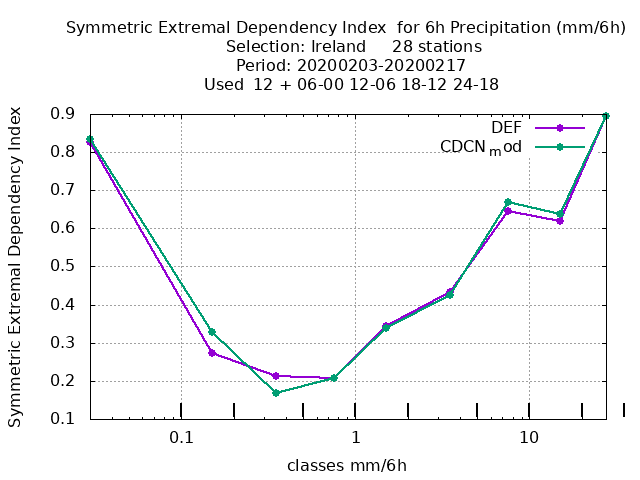 Symmetric Extremal Dependency Index  for 6h Precipitation (mm/6h)
Selection: Ireland     28 stations
Period: 20200203-20200217
Used  12 + 06-00 12-06 18-12 24-18
Symmetric Extremal Dependency Index
0.9
0.8
0.7
0.6
0.5
0.4
0.3
0.2
0.1
DEF
CDCNmod
0.1 1 10
classes mm/6h